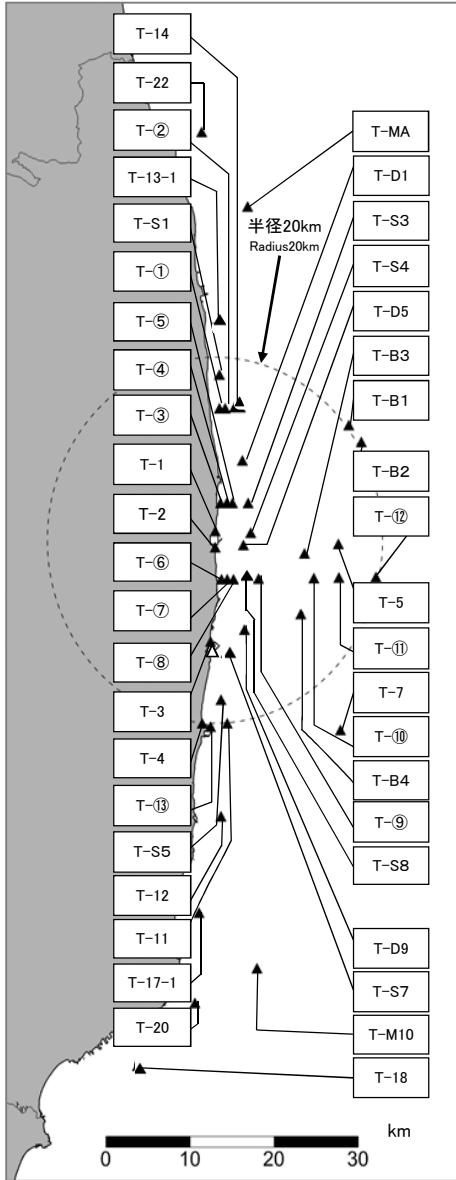 T-14
T-22
T-②
T-13-1
T-S1
T-①
T-⑤
T-④
T-③
T-1
T-2
T-⑥
T-⑦
T-⑧
T-3
T-4
T-⑬
T-S5
T-12
T-11
T-17-1
T-20
半径20km
Radius20km
T-MA
T-D1
T-S3
T-S4
T-D5
T-B3
T-B1
T-B2
T-⑫
T-5
T-⑪
T-7
T-⑩
T-B4
T-⑨
T-S8
T-D9
T-S7
T-M10
T-18
km
0 10 20 30